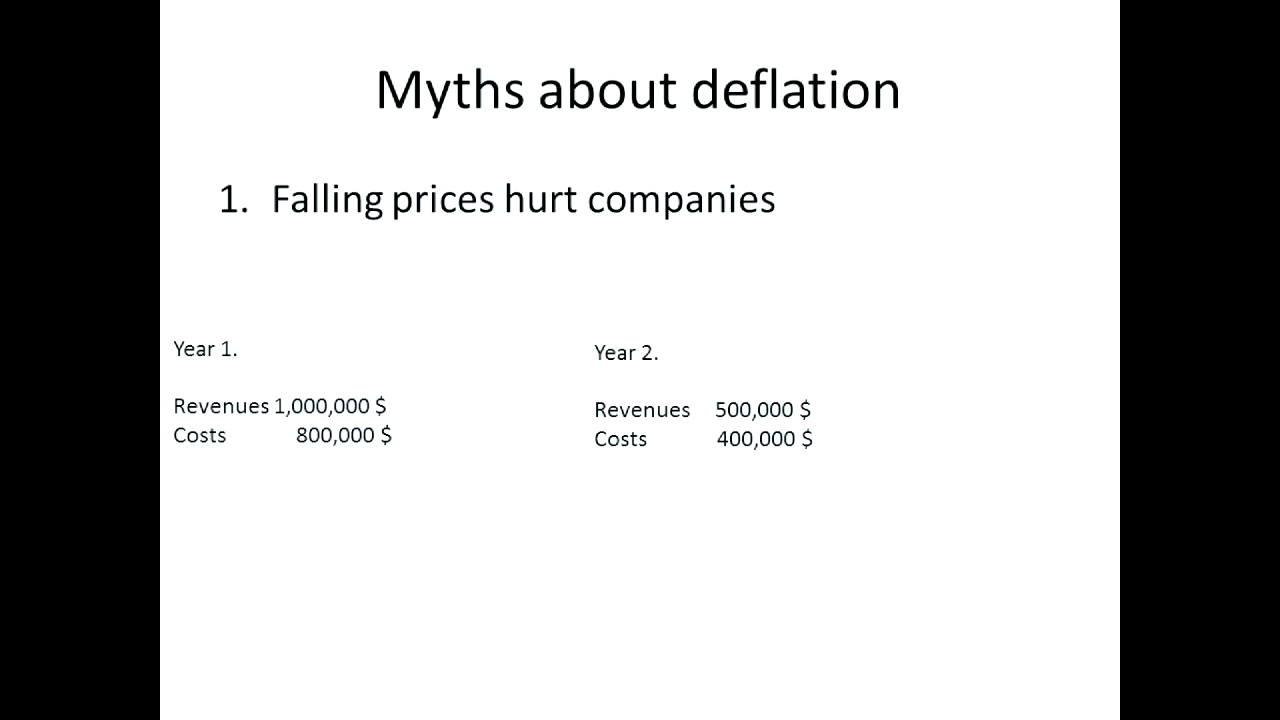 Myths about deflation
1. Falling prices hurt companies
Year 1.
Revenues 1,000,000 $
Costs 800,000 $
Year 2.
Revenues 500,000 $
Costs 400,000 $